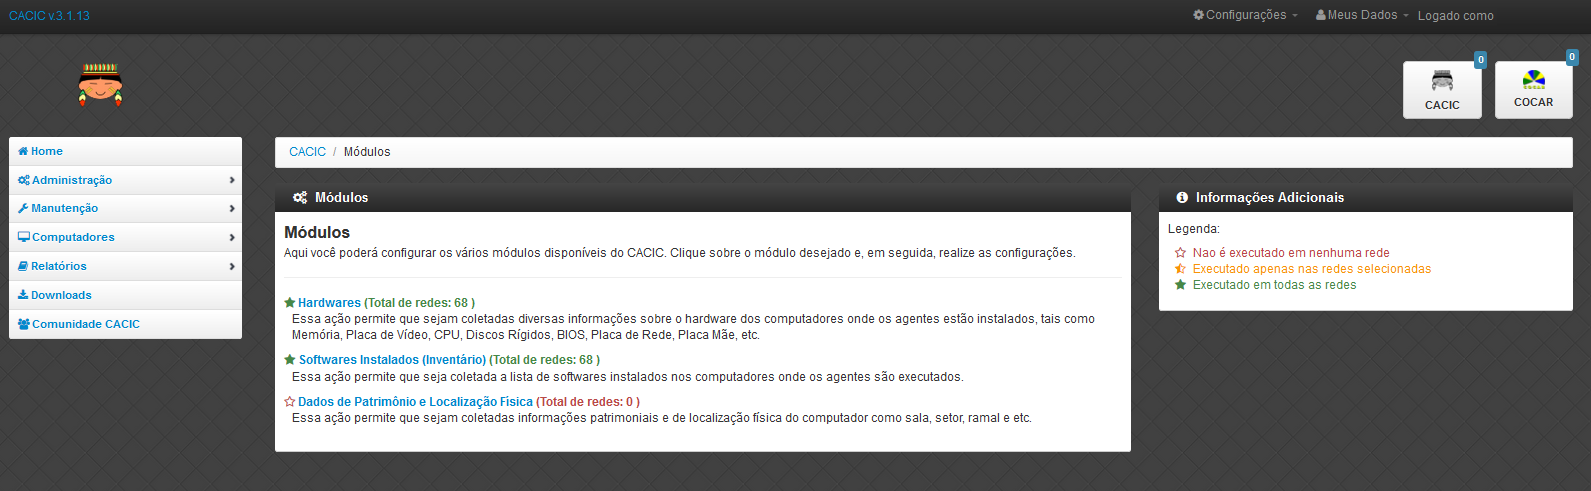 CACIC v.3.1.13
Configurações
Meus Dados
Logado como
0
CACIC
0
COCAR
Home
Administração
Manutenção
Computadores
Relatórios
Downloads
Comunidade CACIC
CACIC / Módulos
Módulos
Módulos
Aqui você poderá configurar os vários módulos disponíveis do CACIC. Clique sobre o módulo desejado e, em seguida, realize as configurações.
Hardwares (Total de redes: 68 )
Essa ação permite que sejam coletadas diversas informações sobre o hardware dos computadores onde os agentes estão instalados, tais como
Memória, Placa de Vídeo, CPU, Discos Rígidos, BIOS, Placa de Rede, Placa Mãe, etc.
Softwares Instalados (Inventário) (Total de redes: 68 )
Essa ação permite que seja coletada a lista de softwares instalados nos computadores onde os agentes são executados.
Dados de Patrimônio e Localização Física (Total de redes: 0 )
Essa ação permite que sejam coletadas informações patrimoniais e de localização física do computador como sala, setor, ramal e etc.
Informações Adicionais
Legenda:
Nao é executado em nenhuma rede
Executado apenas nas redes selecionadas
Executado em todas as redes